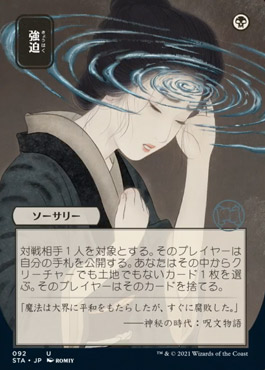 強迫
きょうはく
ソーサリー
対戦相手１人を対象とする。そのプレイヤーは
自分の手札を公開する。あなたはその中からク
リーチャーでも土地でもないカード１枚を選
ぶ。そのプレイヤーはそのカードを捨てる。
「魔法は大界に平和をもたらしたが、すぐに腐敗した。」
――神秘の時代：呪文物語
092 U
STA • JP ROMIY
™ & © 2021 Wizards of the Coast